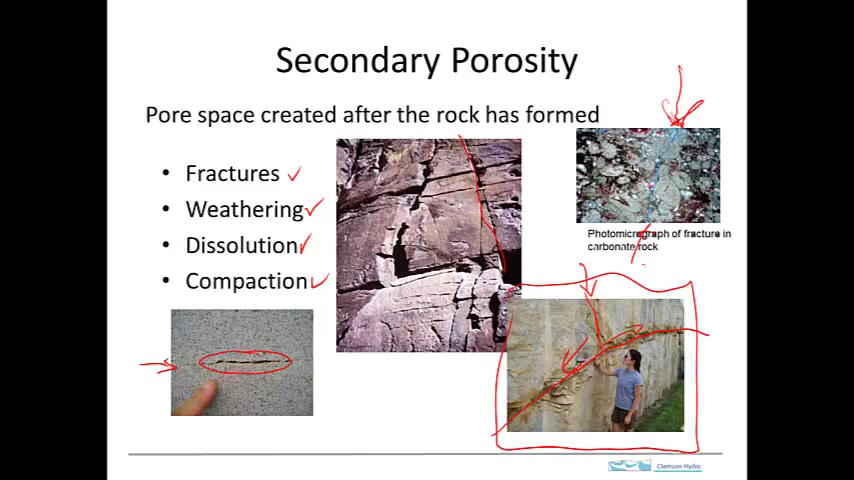 Secondary Porosity
Pore space created after the rock has formed
• Fractures
• Weathering
• Dissolution
• Compaction
Photomicrograph of fracture in
carbonate rock
Clemson Hydro